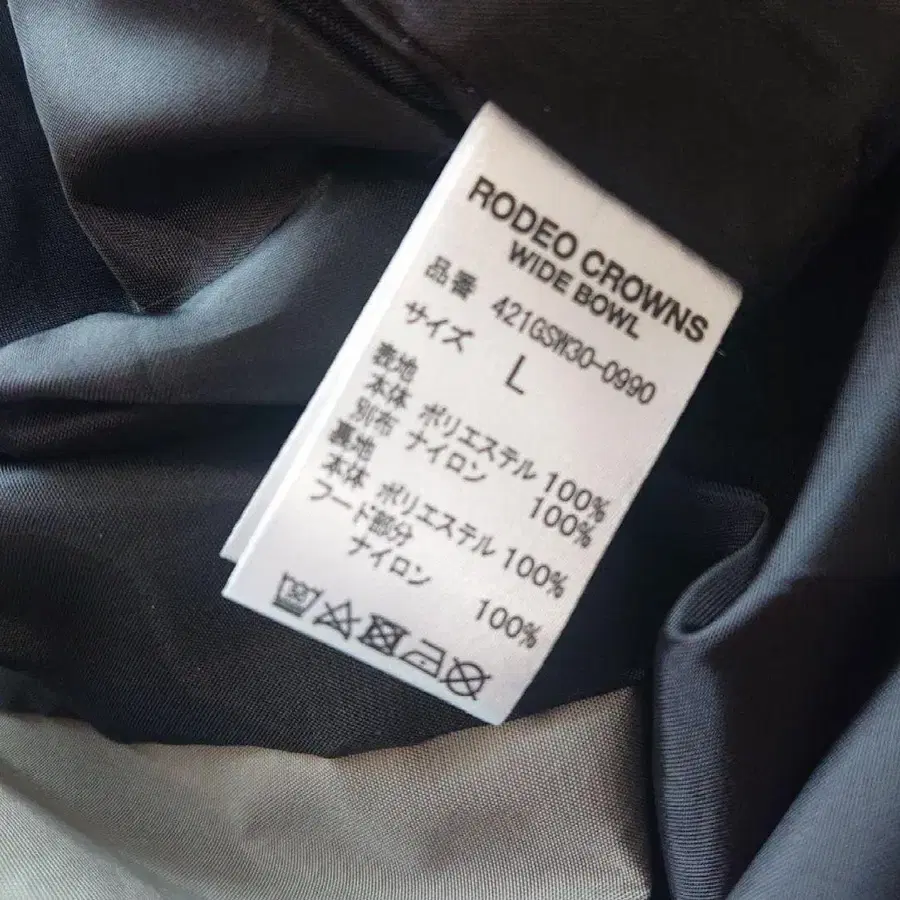 RODEO CROWNS
WIDE BOWL
品番 421GSW30-0990
サイズ L
表地
本体 ポリエステル 100%
別布 ナイロン 100%
裏地
本体 ポリエステル 100%
フード部分
ナイロン 100%